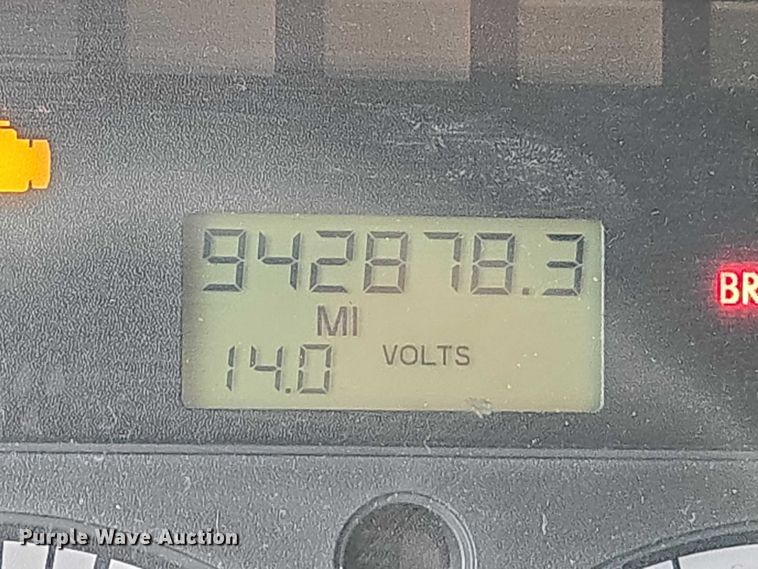 942878.3
BR
MI
14.0 VOLTS
Purple Wave Auction